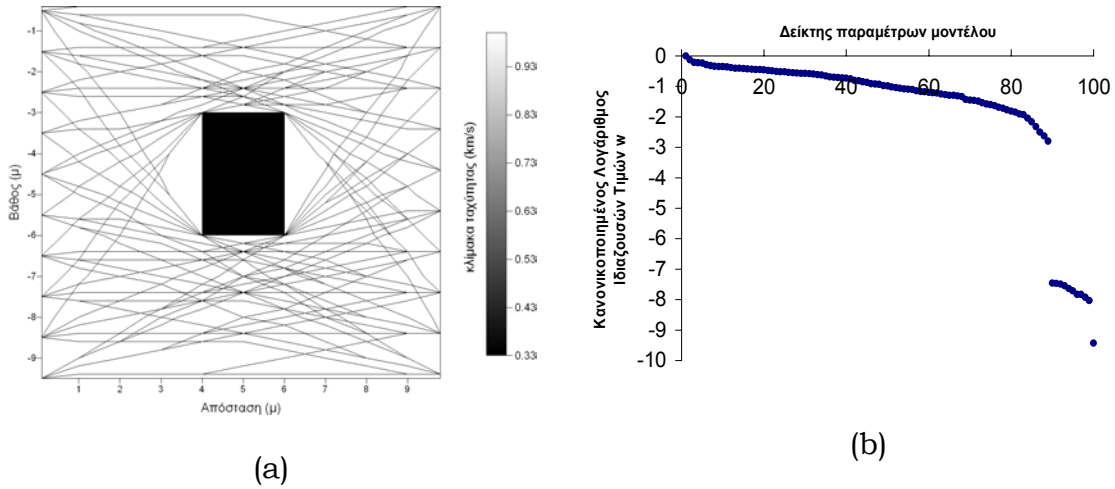 -1
-2
-3
-4
-5
-6
-7
-8
-9
Βάθος (μ)
1 2 3 4 5 6 7 8 9
Απόσταση (μ)
0.93
0.83
0.73
0.63
0.53
0.43
0.33
κλίμακα ταχύτητας (km/s)
(a)
Δείκτης παραμέτρων μοντέλου
0
-1
-2
-3
-4
-5
-6
-7
-8
-9
-10
0 20 40 60 80 100
Κανονικοποιημένος Λογάριθμος
Ιδιαζουσών Τιμών w
(b)